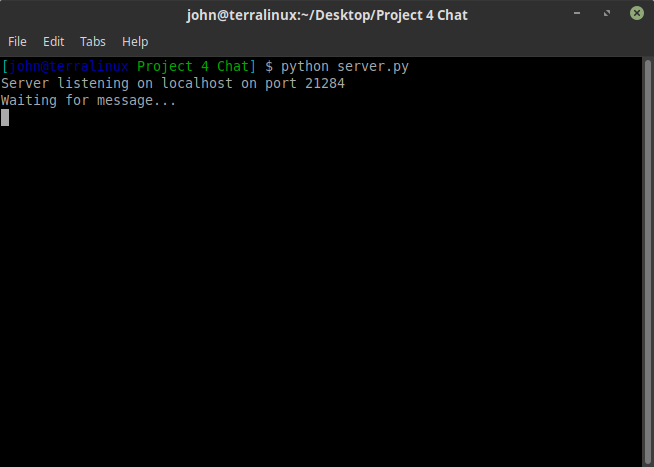 john@terralinux:~/Desktop/Project 4 Chat
File Edit Tabs Help
[john@terralinux Project 4 Chat] $ python server.py
Server listening on localhost on port 21284
Waiting for message...